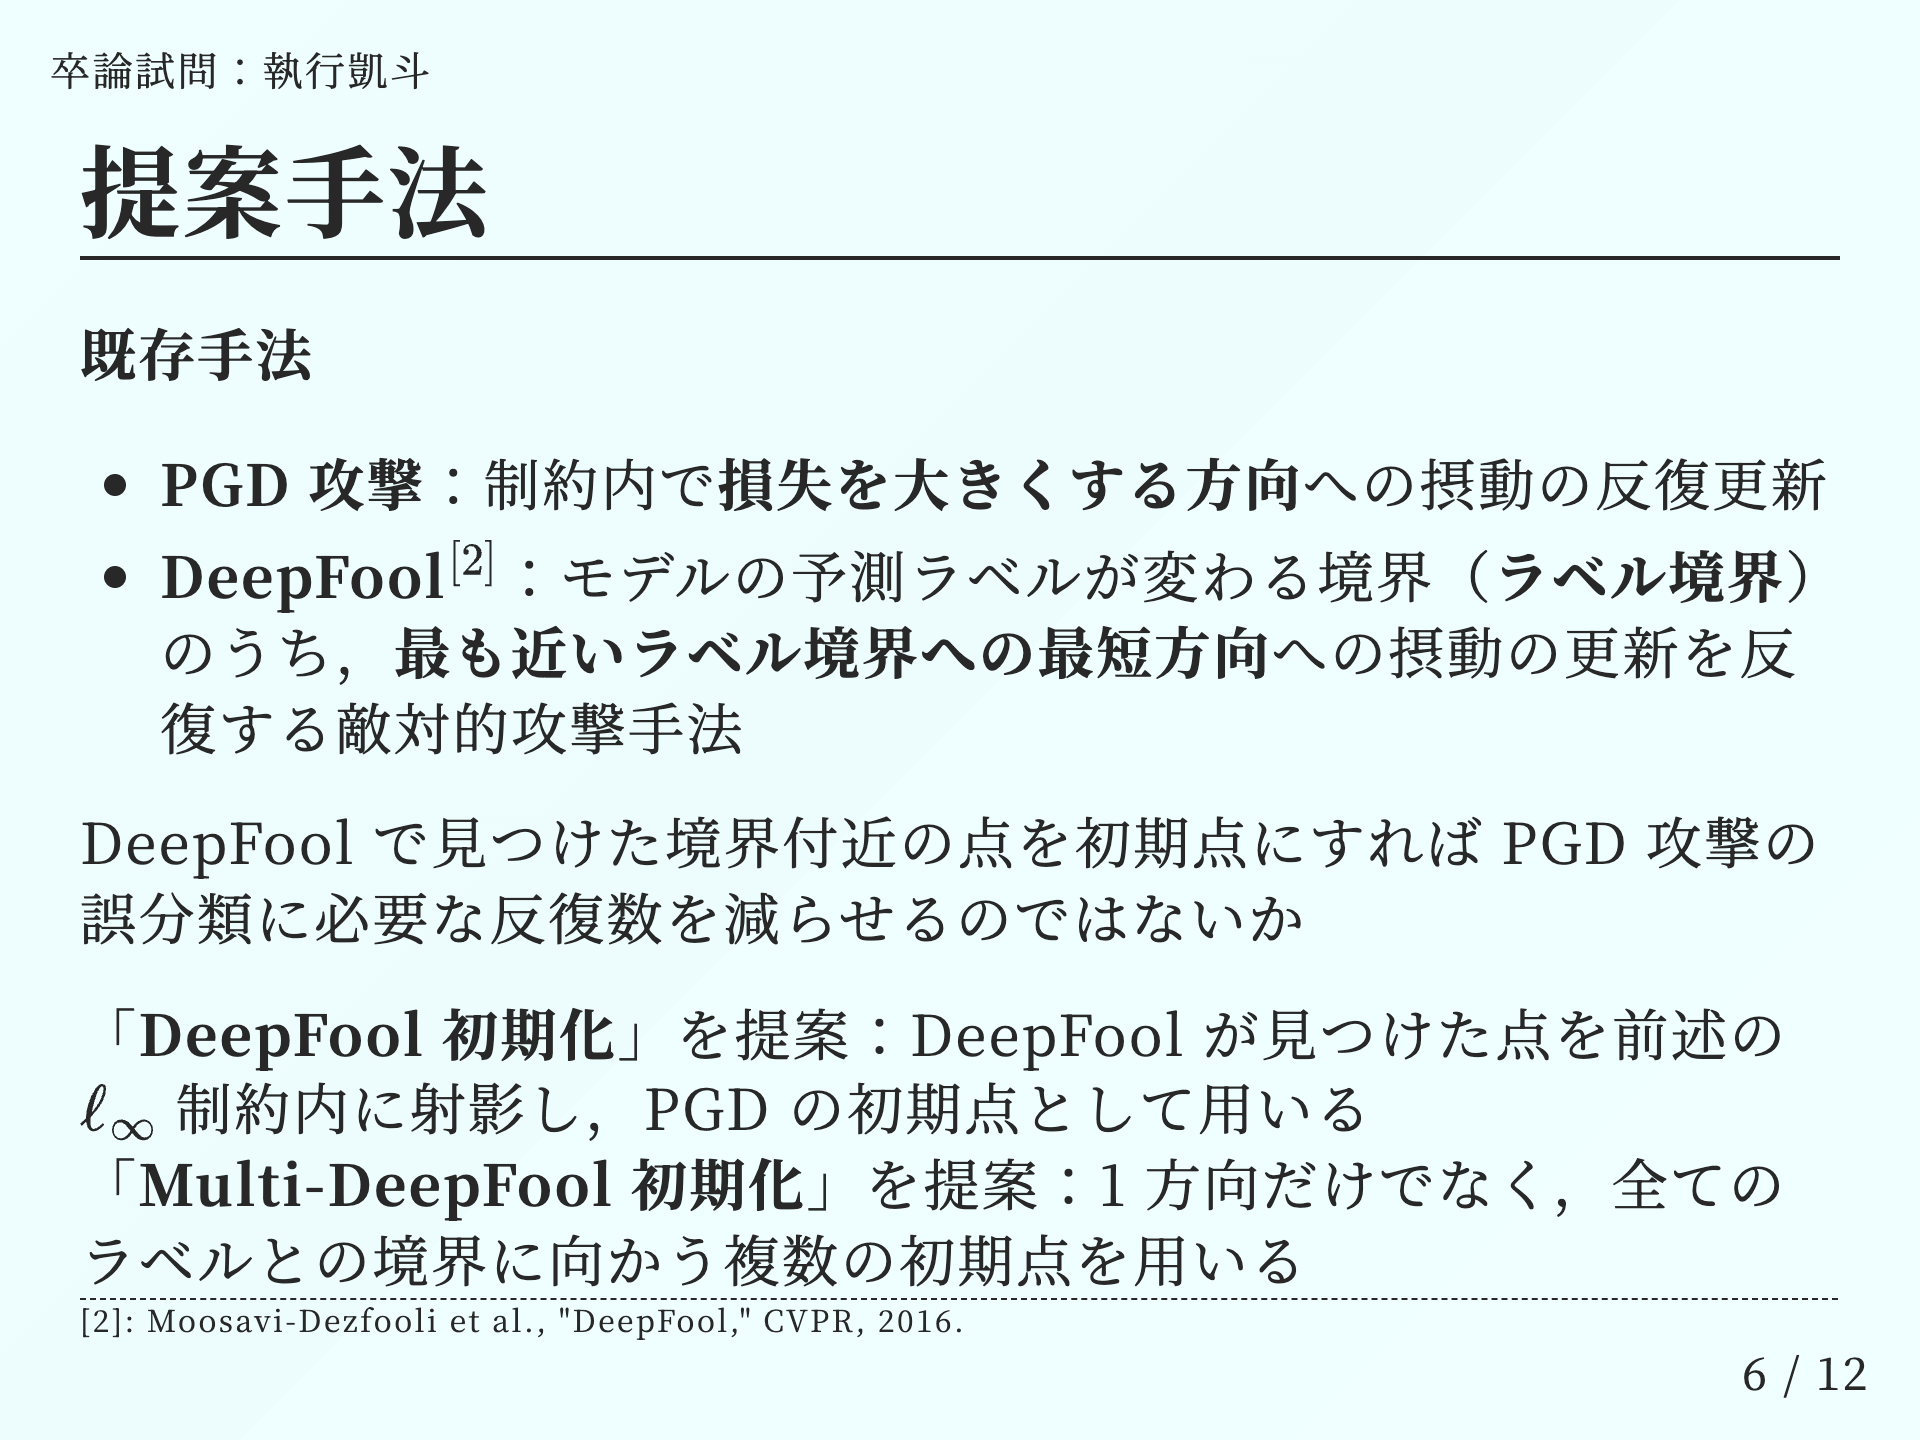 卒論試問：執行凱斗
提案手法
既存手法
• PGD 攻撃：制約内で損失を大きくする方向への摂動の反復更新
• DeepFool[2]：モデルの予測ラベルが変わる境界（ラベル境界）
のうち，最も近いラベル境界への最短方向への摂動の更新を反
復する敵対的攻撃手法
DeepFool で見つけた境界付近の点を初期点にすれば PGD 攻撃の
誤分類に必要な反復数を減らせるのではないか
「DeepFool 初期化」を提案：DeepFool が見つけた点を前述の
ℓ∞ 制約内に射影し，PGD の初期点として用いる
「Multi-DeepFool 初期化」を提案：1 方向だけでなく，全ての
ラベルとの境界に向かう複数の初期点を用いる
[2]: Moosavi-Dezfooli et al., "DeepFool," CVPR, 2016.
6 / 12